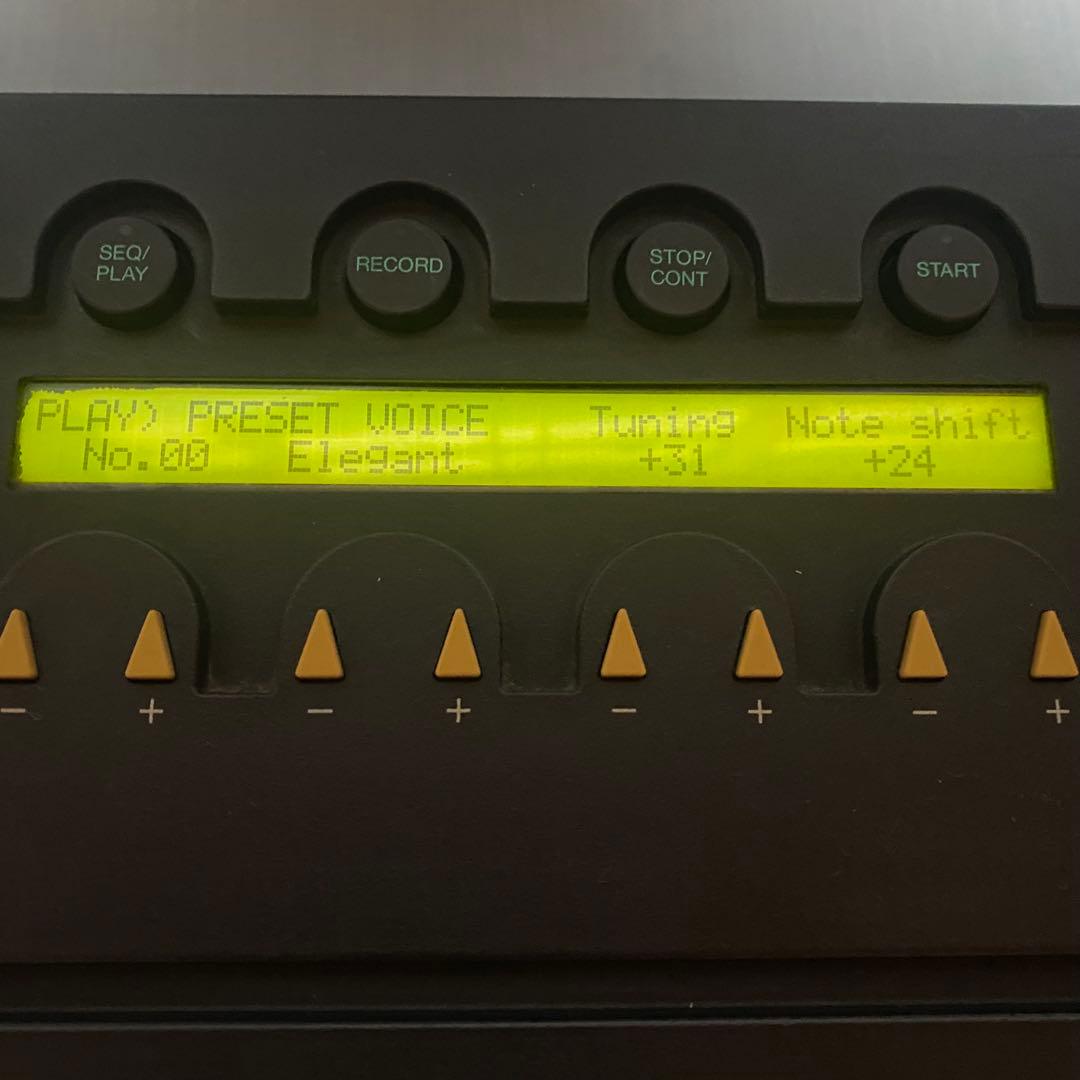 SEQ/
PLAY
RECORD
STOP/
CONT
START
PLAY) PRESET VOICE Tuning Note shift
No.00 Elegant +31 +24
− + − + − + − +